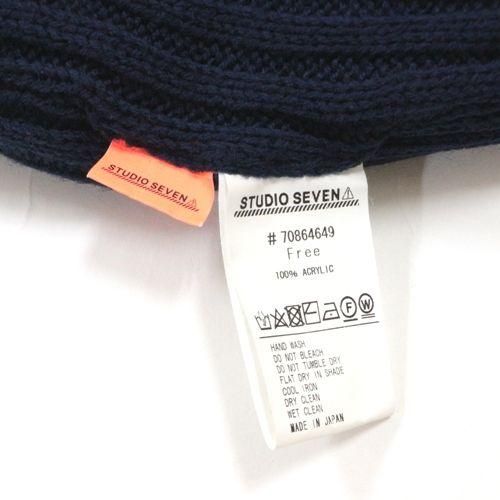 STUDIO SEVEN
STUDIO SEVEN
# 70864649
Free
100% ACRYLIC
F W
HAND WASH
DO NOT BLEACH
DO NOT TUMBLE DRY
FLAT DRY IN SHADE
COOL IRON
DRY CLEAN
WET CLEAN
MADE IN JAPAN